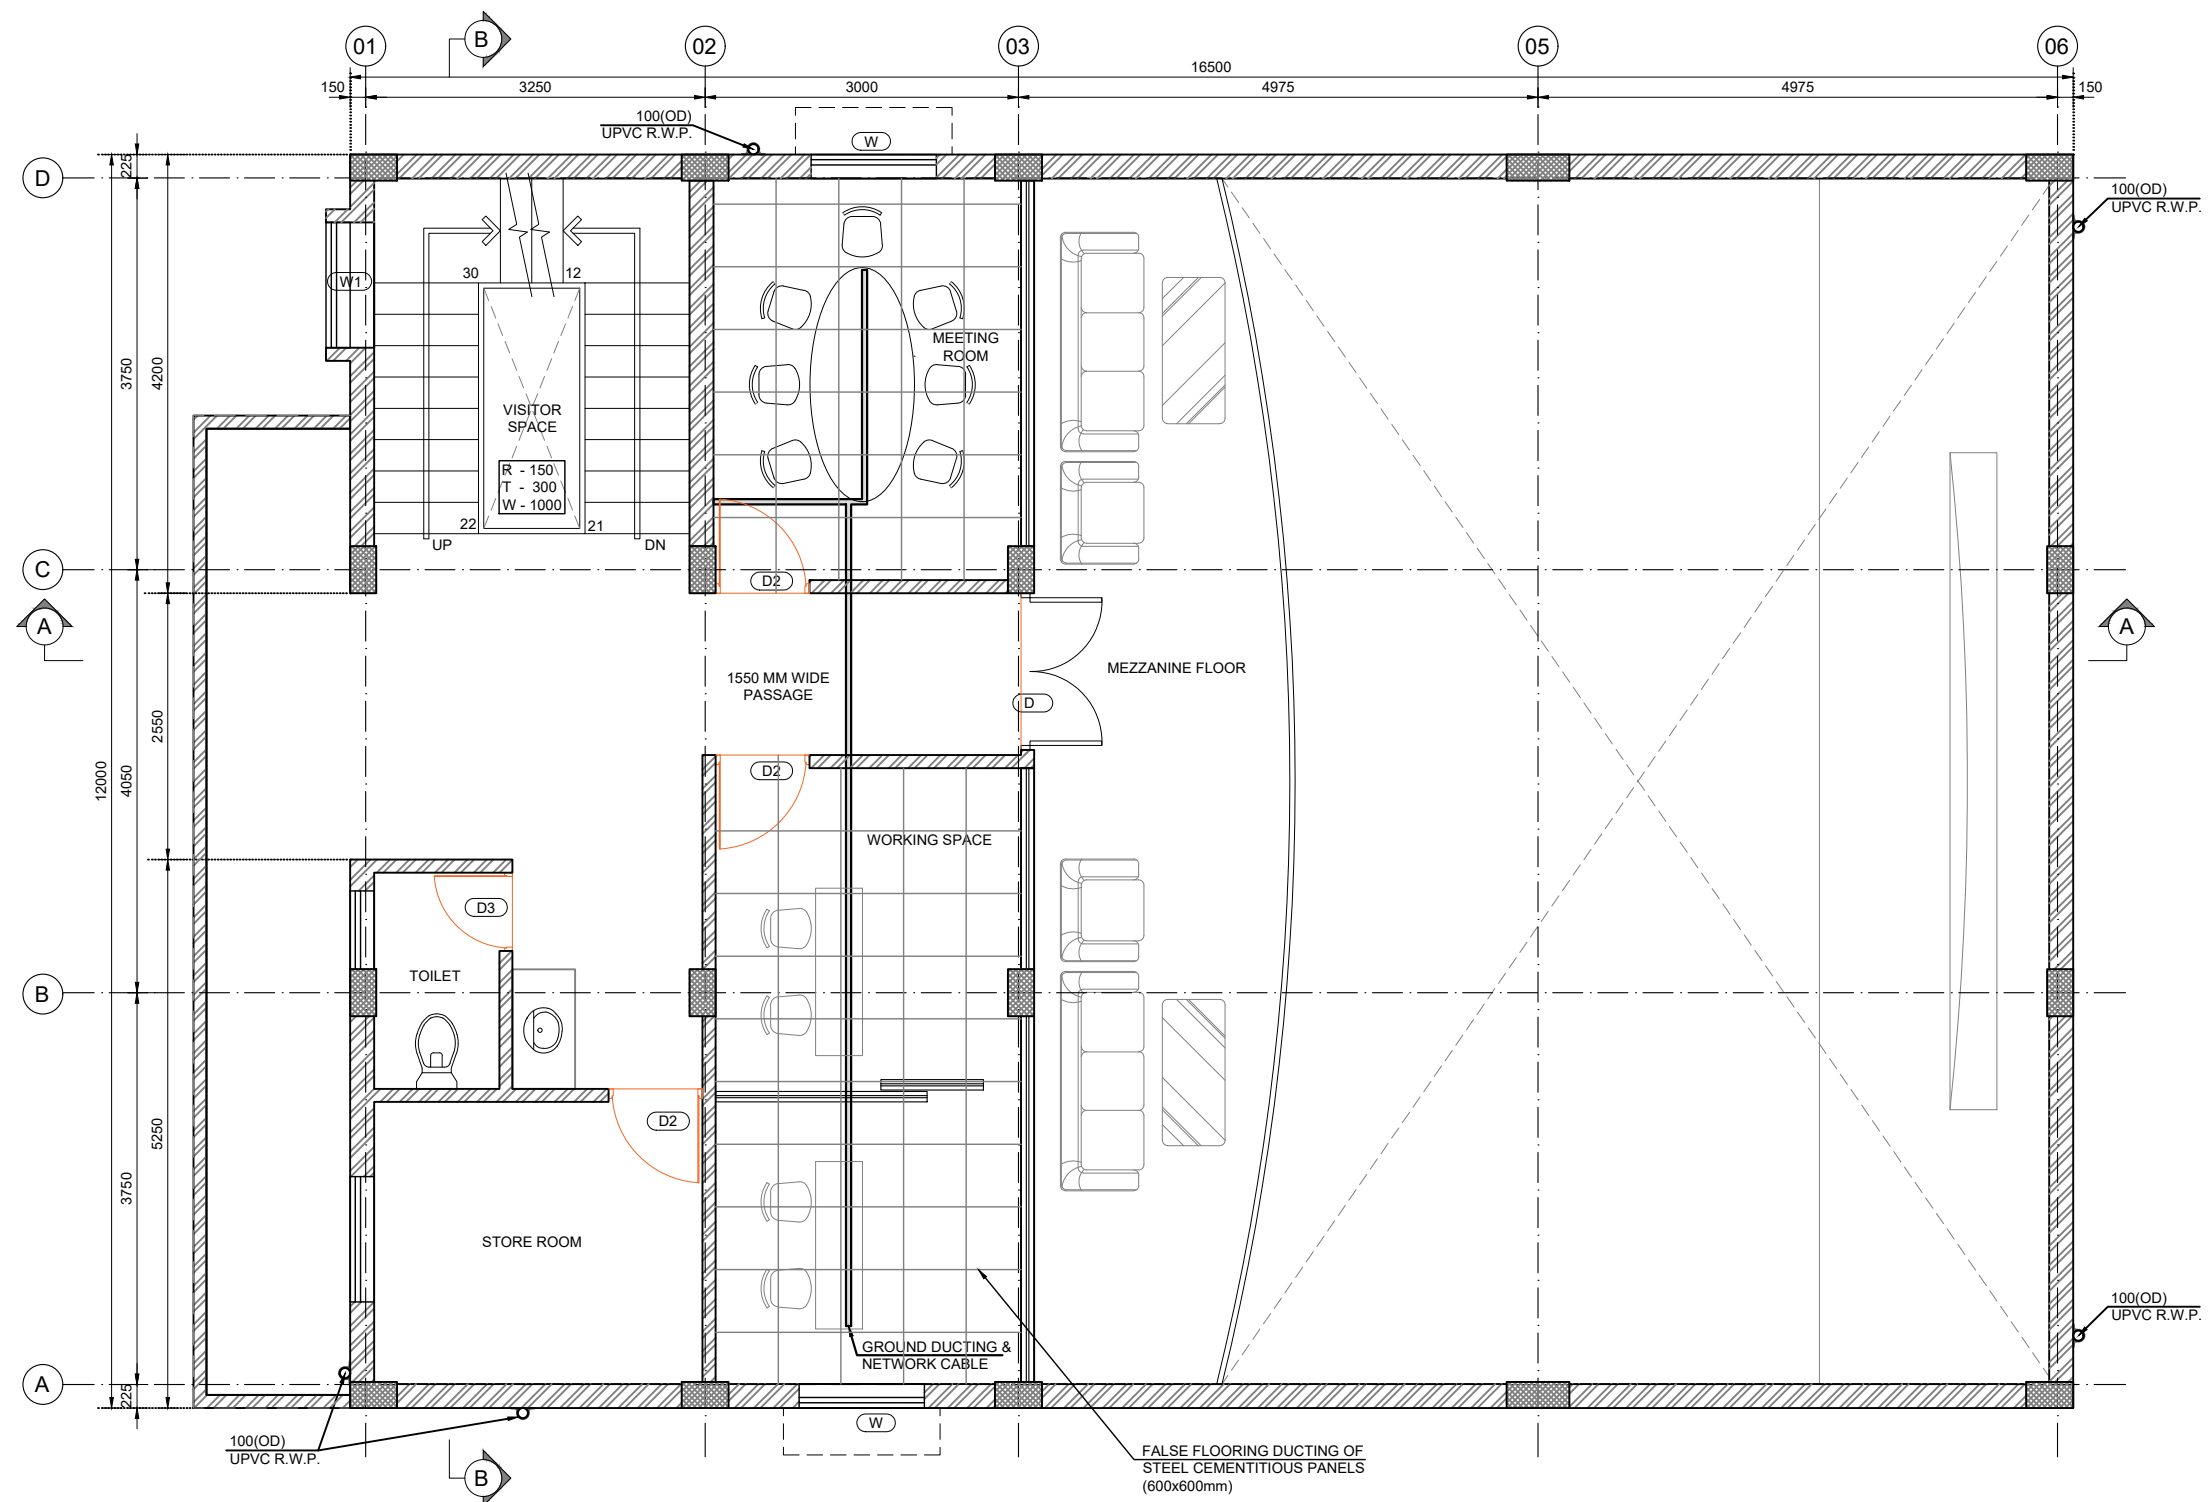 01
B
02
03
05
06
16500
150
3250
3000
4975
4975
150
100(OD)
UPVC R.W.P.
W
D
225
100(OD)
UPVC R.W.P.
W1
30
12
MEETING
ROOM
3750
4200
VISITOR
SPACE
R - 150
T - 300
W - 1000
22
21
UP
DN
C
D2
A
A
1550 MM WIDE
PASSAGE
MEZZANINE FLOOR
D
2550
4050
12000
D2
WORKING SPACE
D3
TOILET
B
D2
5250
3750
STORE ROOM
100(OD)
UPVC R.W.P.
GROUND DUCTING &
NETWORK CABLE
A
225
W
100(OD)
UPVC R.W.P.
B
FALSE FLOORING DUCTING OF
STEEL CEMENTITIOUS PANELS
(600x600mm)